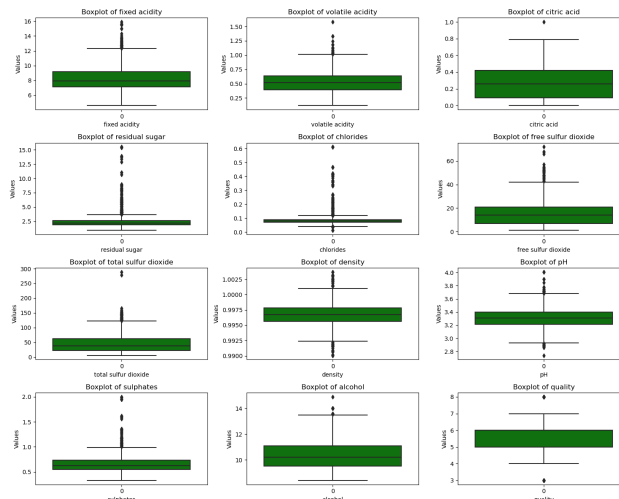 Boxplot of fixed acidity
Values
16
14
12
10
8
6
0
fixed acidity
Boxplot of volatile acidity
Values
1.50
1.25
1.00
0.75
0.50
0.25
0
volatile acidity
Boxplot of citric acid
Values
1.0
0.8
0.6
0.4
0.2
0.0
0
citric acid
Boxplot of residual sugar
Values
15.0
12.5
10.0
7.5
5.0
2.5
0
residual sugar
Boxplot of chlorides
Values
0.6
0.5
0.4
0.3
0.2
0.1
0.0
0
chlorides
Boxplot of free sulfur dioxide
Values
60
40
20
0
0
free sulfur dioxide
Boxplot of total sulfur dioxide
Values
300
250
200
150
100
50
0
0
total sulfur dioxide
Boxplot of density
Values
1.0025
1.0000
0.9975
0.9950
0.9925
0.9900
0
density
Boxplot of pH
Values
4.0
3.8
3.6
3.4
3.2
3.0
2.8
0
pH
Boxplot of sulphates
Values
2.0
1.5
1.0
0.5
0
sulphates
Boxplot of alcohol
Values
14
12
10
0
alcohol
Boxplot of quality
Values
8
7
6
5
4
3
0
quality